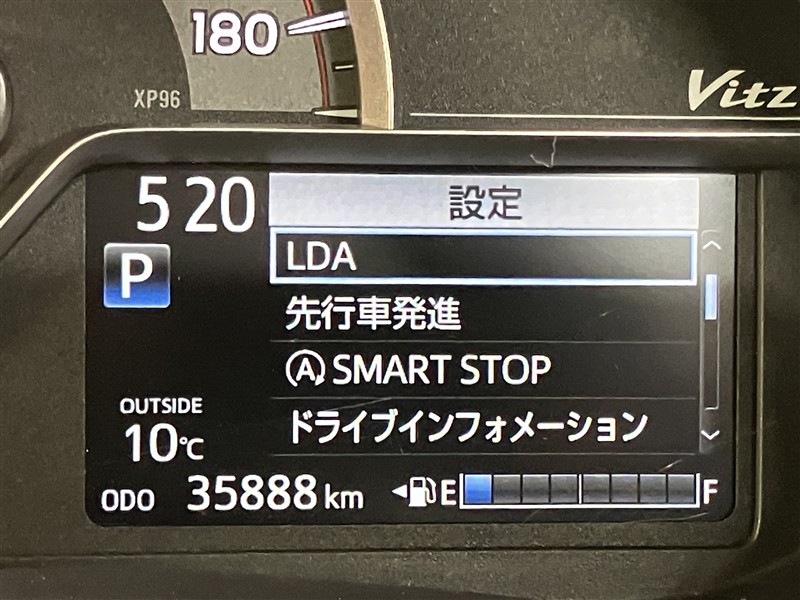 180
XP96
Vitz
5 20
設定
P
LDA
先行車発進
A SMART STOP
ドライブインフォメーション
OUTSIDE
10℃
ODO 35888 km E F